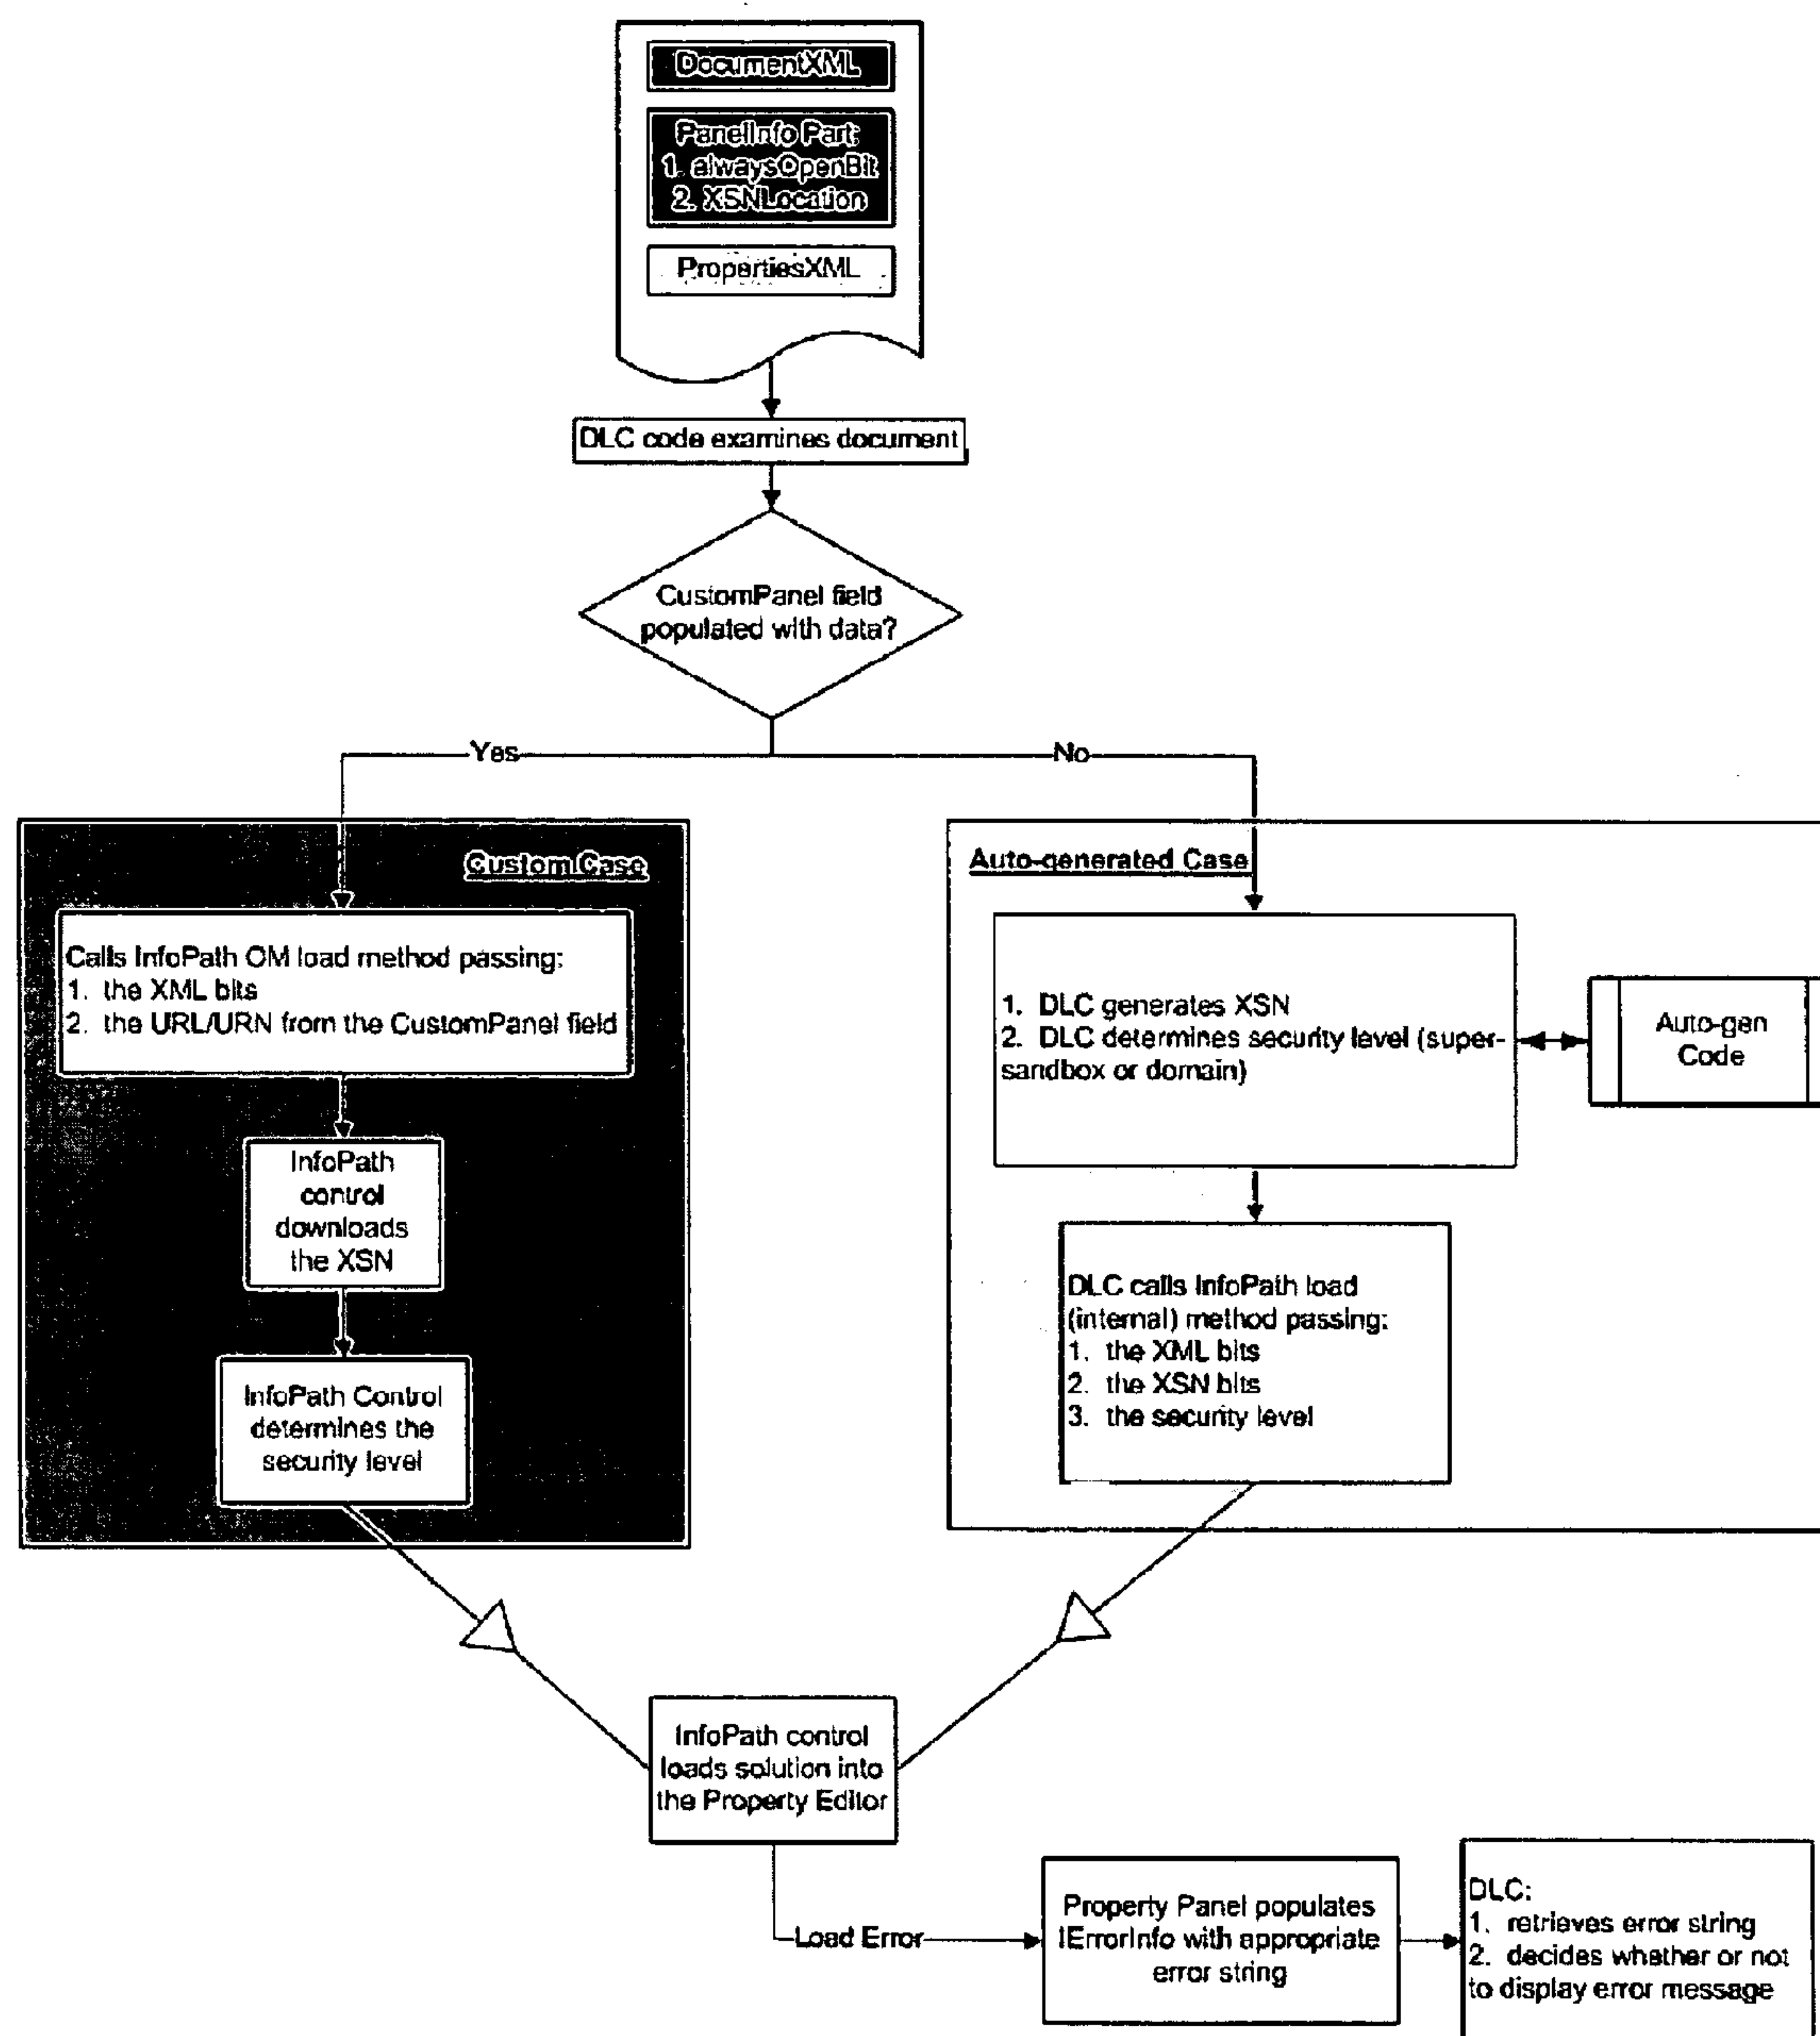 DocumentXML
PanelInfo Part:
1. alwaysOpenBit
2. XSNLocation
PropertiesXML
DLC code examines document
CustomPanel field
populated with data?
Yes
No
Custom Case
Calls InfoPath OM load method passing:
1. the XML bits
2. the URL/URN from the CustomPanel field
InfoPath
control
downloads
the XSN
InfoPath Control
determines the
security level
Auto-generated Case
1. DLC generates XSN
2. DLC determines security level (super-
sandbox or domain)
Auto-gen
Code
DLC calls InfoPath load
(internal) method passing:
1. the XML bits
2. the XSN bits
3. the security level
InfoPath control
loads solution into
the Property Editor
Load Error
Property Panel populates
IErrorInfo with appropriate
error string
DLC:
1. retrieves error string
2. decides whether or not
to display error message